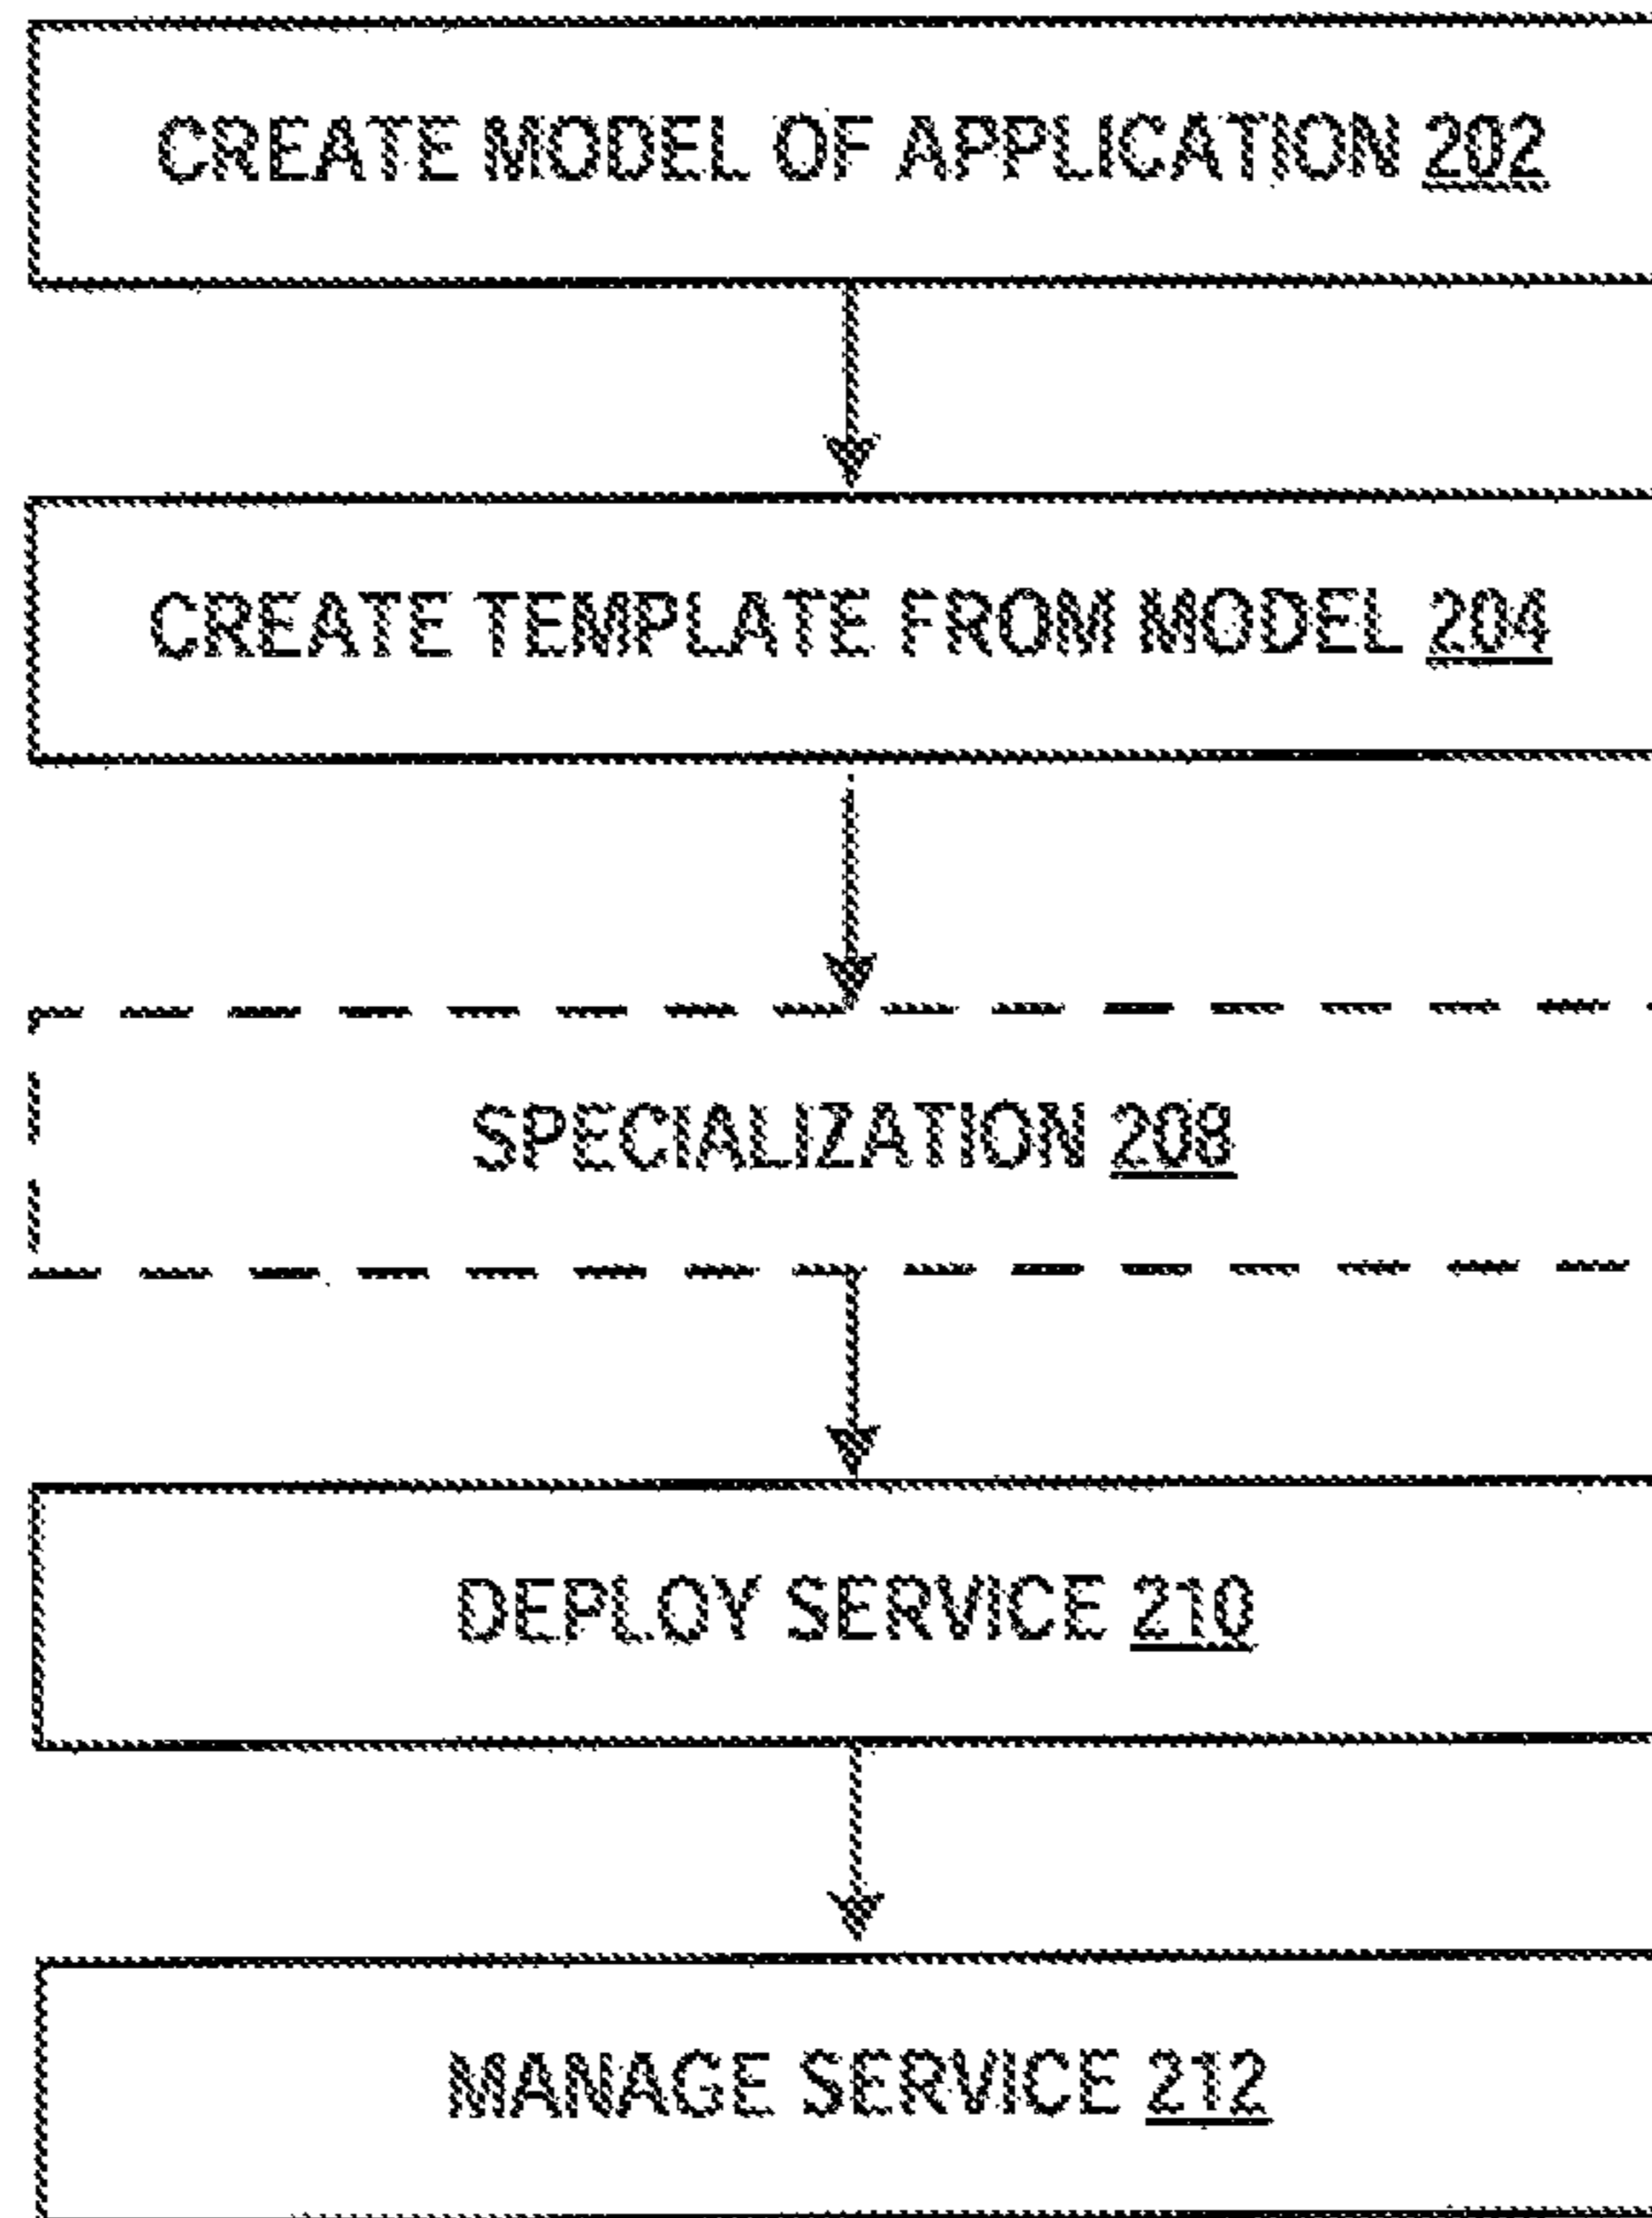 CREATE MODEL OF APPLICATION 202
CREATE TEMPLATE FROM MODEL 204
SPECIALIZATION 208
DEPLOY SERVICE 210
MANAGE SERVICE 212